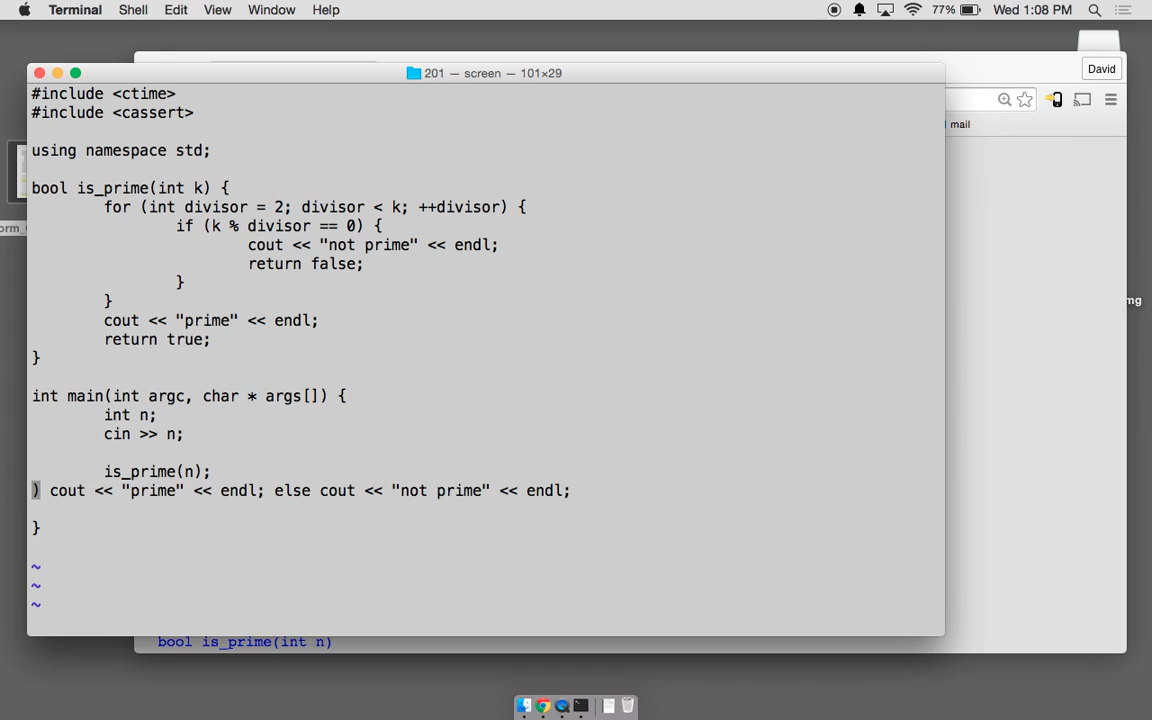 Terminal Shell Edit View Window Help 77% Wed 1:08 PM
201 — screen — 101×29
David
mail
#include <ctime>
#include <cassert>
using namespace std;
bool is_prime(int k) {
for (int divisor = 2; divisor < k; ++divisor) {
if (k % divisor == 0) {
cout << "not prime" << endl;
return false;
}
}
cout << "prime" << endl;
return true;
}
int main(int argc, char * args[]) {
int n;
cin >> n;
is_prime(n);
) cout << "prime" << endl; else cout << "not prime" << endl;
}
~
~
~
bool is_prime(int n)
orm_
mg